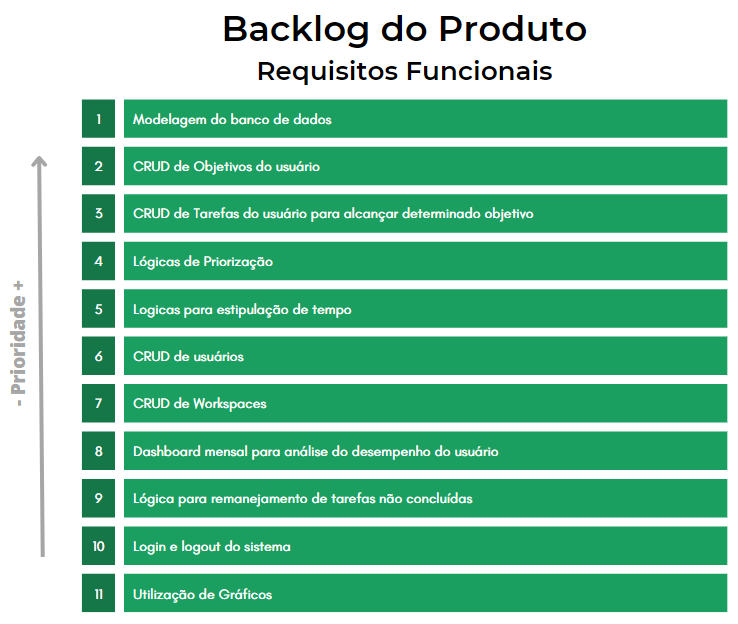 Backlog do Produto
Requisitos Funcionais
1 Modelagem do banco de dados
2 CRUD de Objetivos do usuário
3 CRUD de Tarefas do usuário para alcançar determinado objetivo
4 Lógicas de Priorização
5 Logicas para estipulação de tempo
6 CRUD de usuários
7 CRUD de Workspaces
8 Dashboard mensal para análise do desempenho do usuário
9 Lógica para remanejamento de tarefas não concluídas
10 Login e logout do sistema
11 Utilização de Gráficos
- Prioridade +